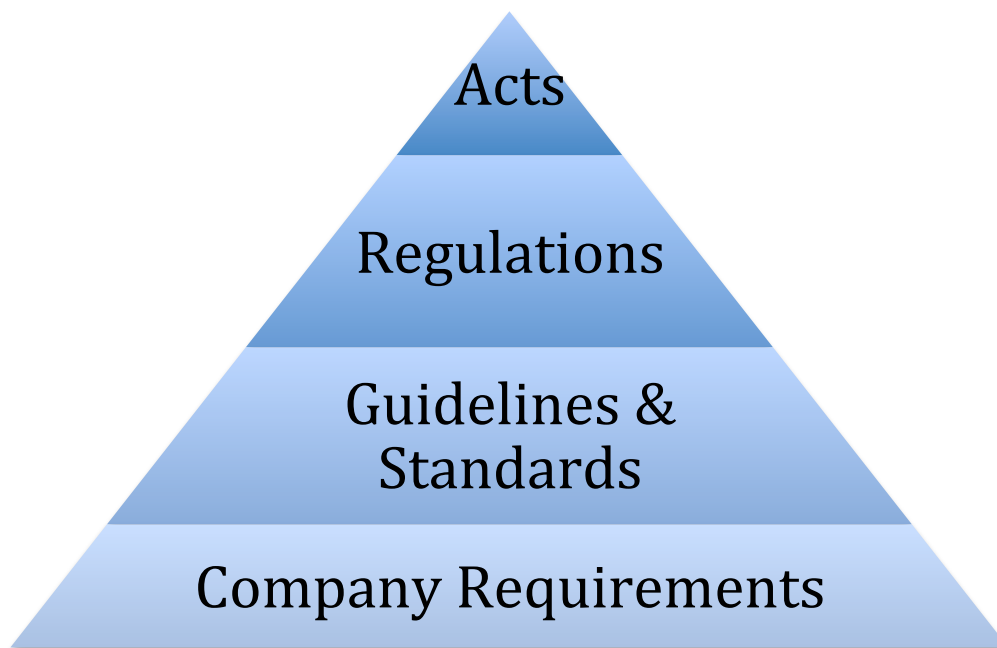 Acts
Regulations
Guidelines &
Standards
Company Requirements